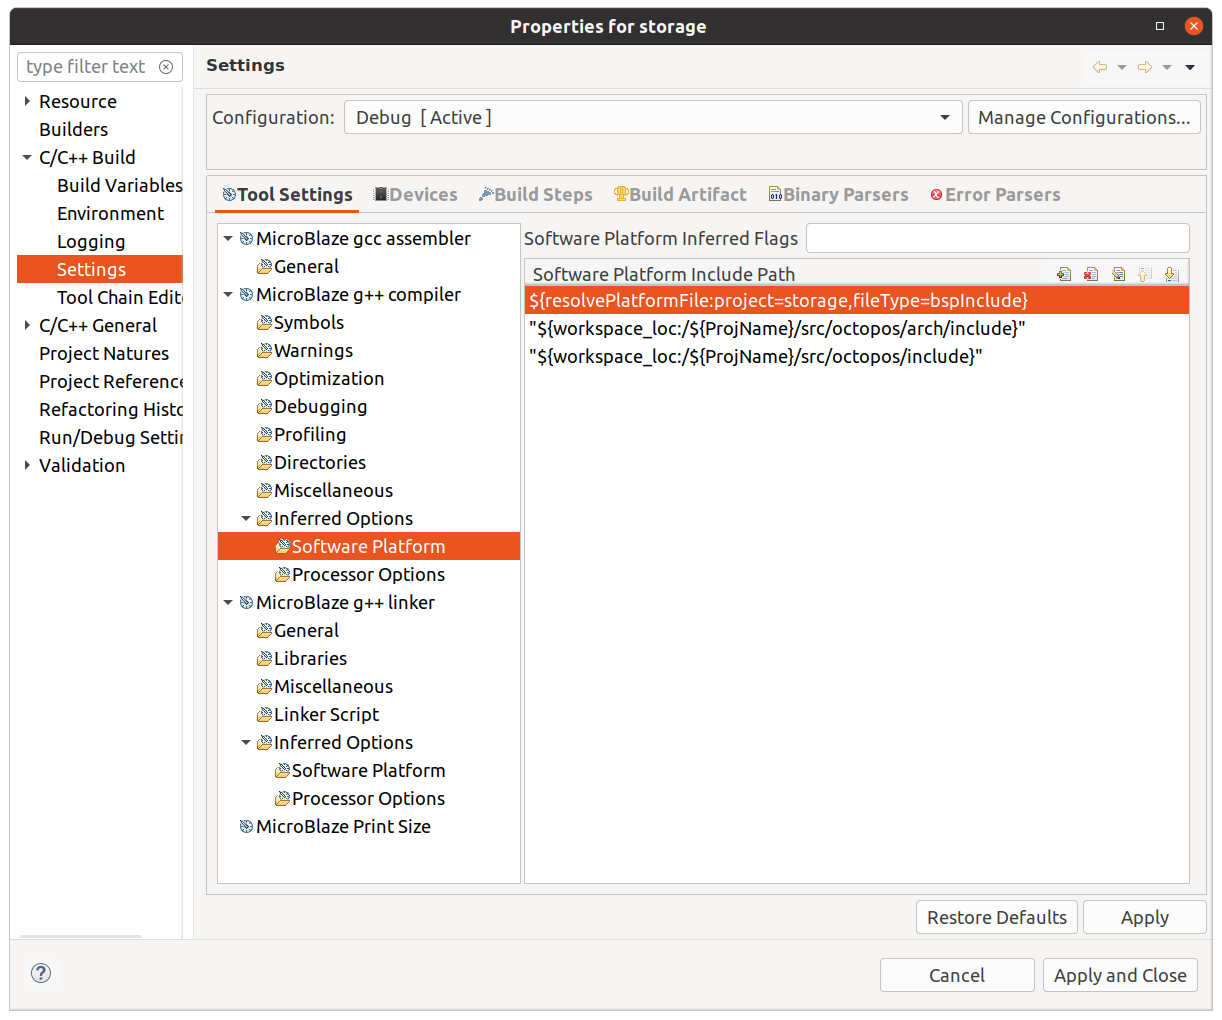 Properties for storage
type filter text
Resource
Builders
C/C++ Build
Build Variables
Environment
Logging
Settings
Tool Chain Edit
C/C++ General
Project Natures
Project Reference
Refactoring Histo
Run/Debug Settin
Validation
Settings
Configuration: Debug [ Active ] Manage Configurations...
Tool Settings Devices Build Steps Build Artifact Binary Parsers Error Parsers
MicroBlaze gcc assembler
General
MicroBlaze g++ compiler
Symbols
Warnings
Optimization
Debugging
Profiling
Directories
Miscellaneous
Inferred Options
Software Platform
Processor Options
MicroBlaze g++ linker
General
Libraries
Miscellaneous
Linker Script
Inferred Options
Software Platform
Processor Options
MicroBlaze Print Size
Software Platform Inferred Flags
Software Platform Include Path
${resolvePlatformFile:project=storage,fileType=bspInclude}
"${workspace_loc:/${ProjName}/src/octopos/arch/include}"
"${workspace_loc:/${ProjName}/src/octopos/include}"
Restore Defaults Apply
Cancel Apply and Close